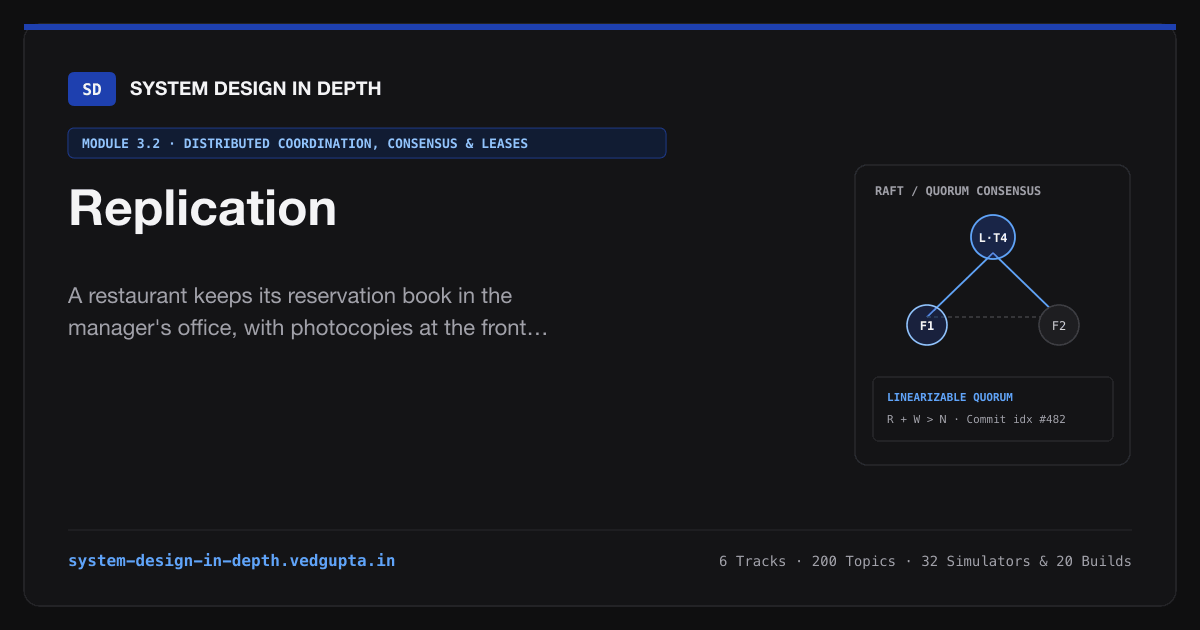 SD
SYSTEM DESIGN IN DEPTH
MODULE 3.2 · DISTRIBUTED COORDINATION, CONSENSUS & LEASES
Replication
A restaurant keeps its reservation book in the
manager's office, with photocopies at the front…
RAFT / QUORUM CONSENSUS
L·T4
F1
F2
LINEARIZABLE QUORUM
R + W > N · Commit idx #482
system-design-in-depth.vedgupta.in
6 Tracks · 200 Topics · 32 Simulators & 20 Builds